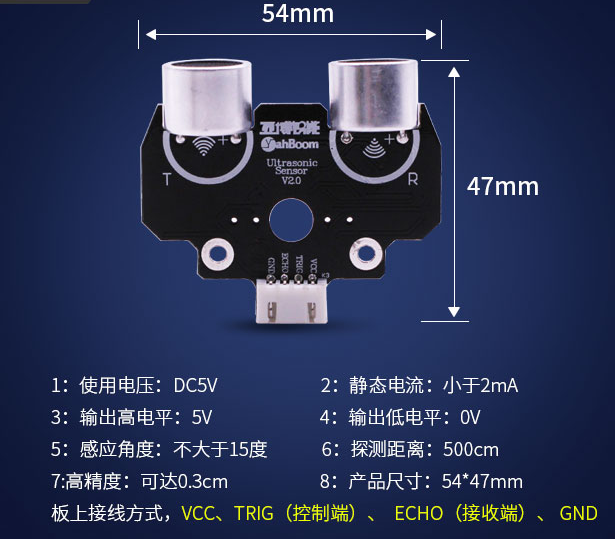 54mm
亚博智能
YahBoom
Ultrasonic
Sensor
V2.0
T
R
47mm
GND
ECHO
TRIG
VCC
1：使用电压：DC5V
2：静态电流：小于2mA
3：输出高电平：5V
4：输出低电平：0V
5：感应角度：不大于15度
6：探测距离：500cm
7:高精度：可达0.3cm
8：产品尺寸：54*47mm
板上接线方式，VCC、TRIG（控制端）、 ECHO（接收端）、 GND